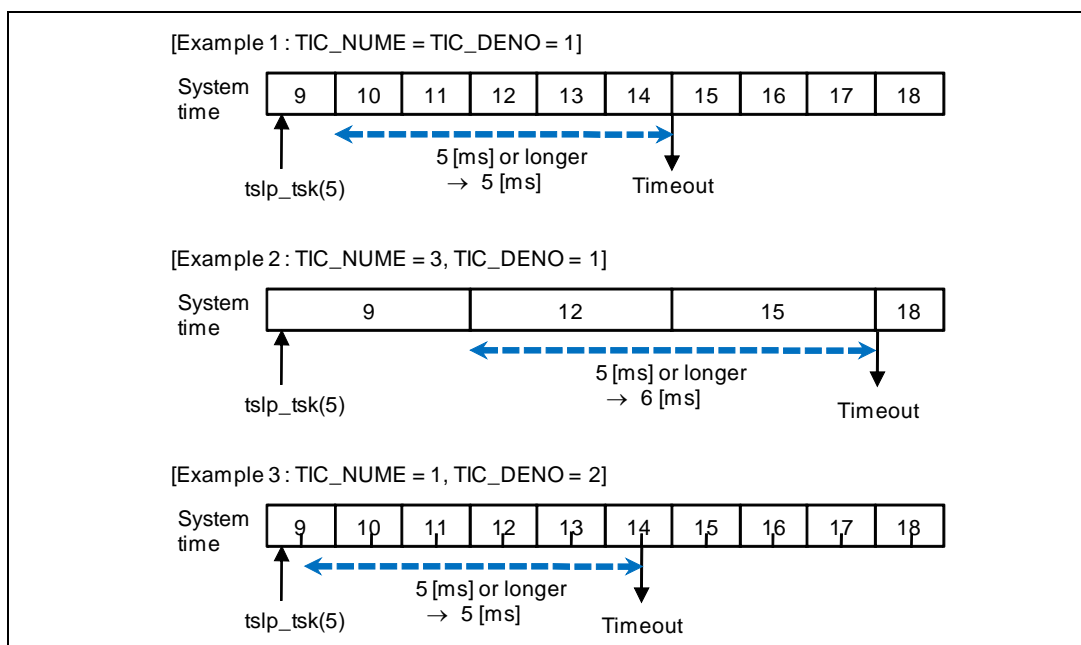 [Example 1 : TIC_NUME = TIC_DENO = 1]
System time 9 10 11 12 13 14 15 16 17 18
5 [ms] or longer
→ 5 [ms]
tslp_tsk(5)
Timeout
[Example 2 : TIC_NUME = 3, TIC_DENO = 1]
System time 9 12 15 18
5 [ms] or longer
→ 6 [ms]
tslp_tsk(5)
Timeout
[Example 3 : TIC_NUME = 1, TIC_DENO = 2]
System time 9 10 11 12 13 14 15 16 17 18
5 [ms] or longer
→ 5 [ms]
tslp_tsk(5)
Timeout